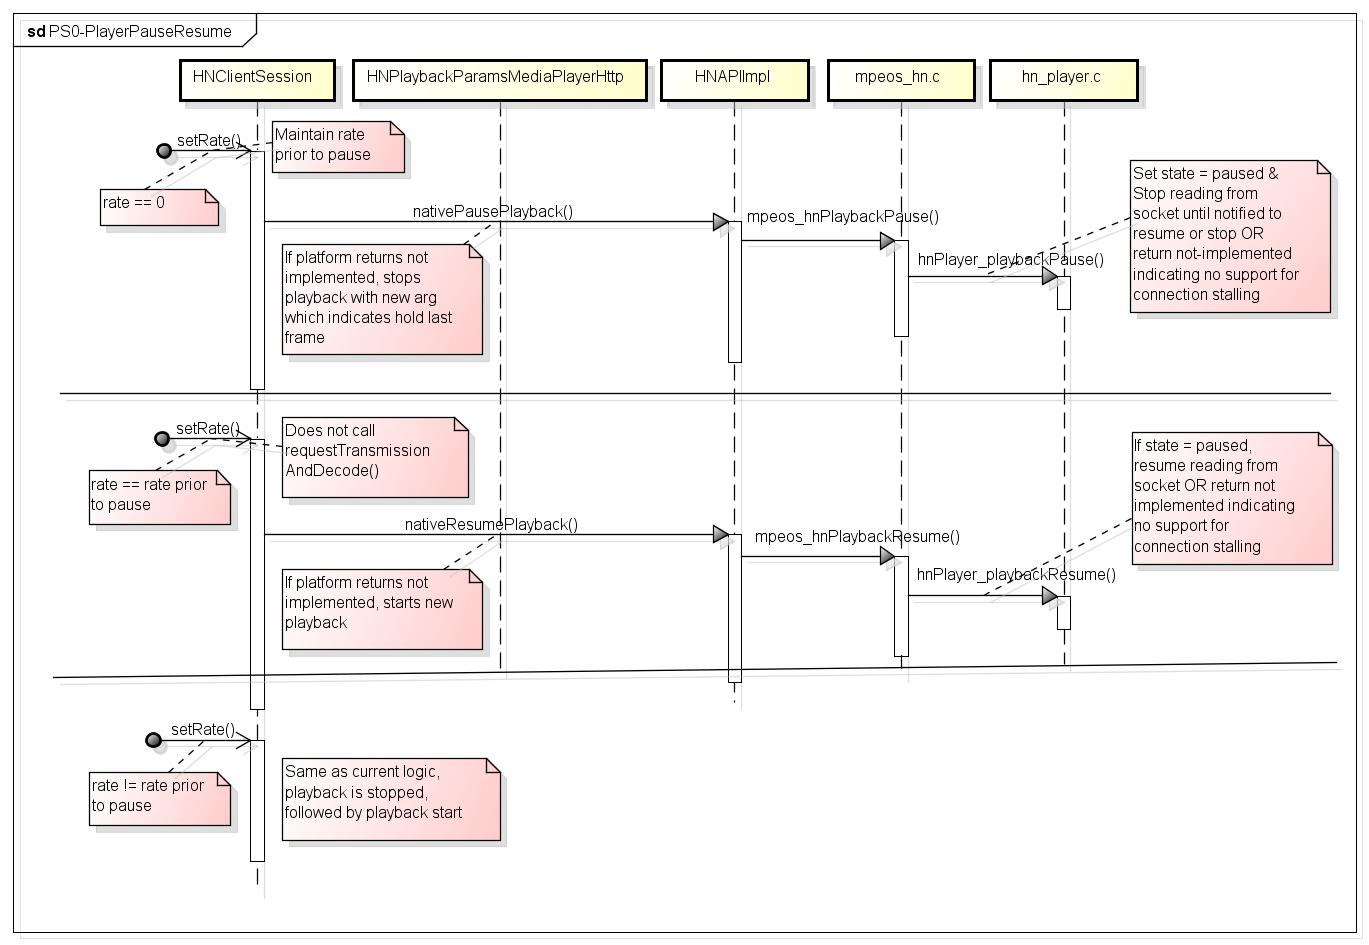 sd PS0-PlayerPauseResume
HNClientSession
HNPlaybackParamsMediaPlayerHttp
HNAPIImpl
mpeos_hn.c
hn_player.c
setRate()
Maintain rate
prior to pause
rate == 0
nativePausePlayback()
mpeos_hnPlaybackPause()
hnPlayer_playbackPause()
Set state = paused &
Stop reading from
socket until notified to
resume or stop OR
return not-implemented
indicating no support for
connection stalling
If platform returns not
implemented, stops
playback with new arg
which indicates hold last
frame
setRate()
Does not call
requestTransmission
AndDecode()
rate == rate prior
to pause
If state = paused,
resume reading from
socket OR return not
implemented indicating
no support for
connection stalling
nativeResumePlayback()
mpeos_hnPlaybackResume()
hnPlayer_playbackResume()
If platform returns not
implemented, starts new
playback
setRate()
rate != rate prior
to pause
Same as current logic,
playback is stopped,
followed by playback start